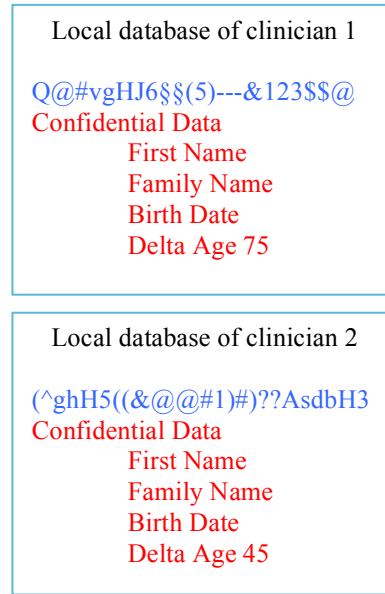 Local database of clinician 1
Q@#vgHJ6§§(5)---&123$$@
Confidential Data
First Name
Family Name
Birth Date
Delta Age 75
Local database of clinician 2
(^ghH5((&@@#1)#)??AsdbH3
Confidential Data
First Name
Family Name
Birth Date
Delta Age 45